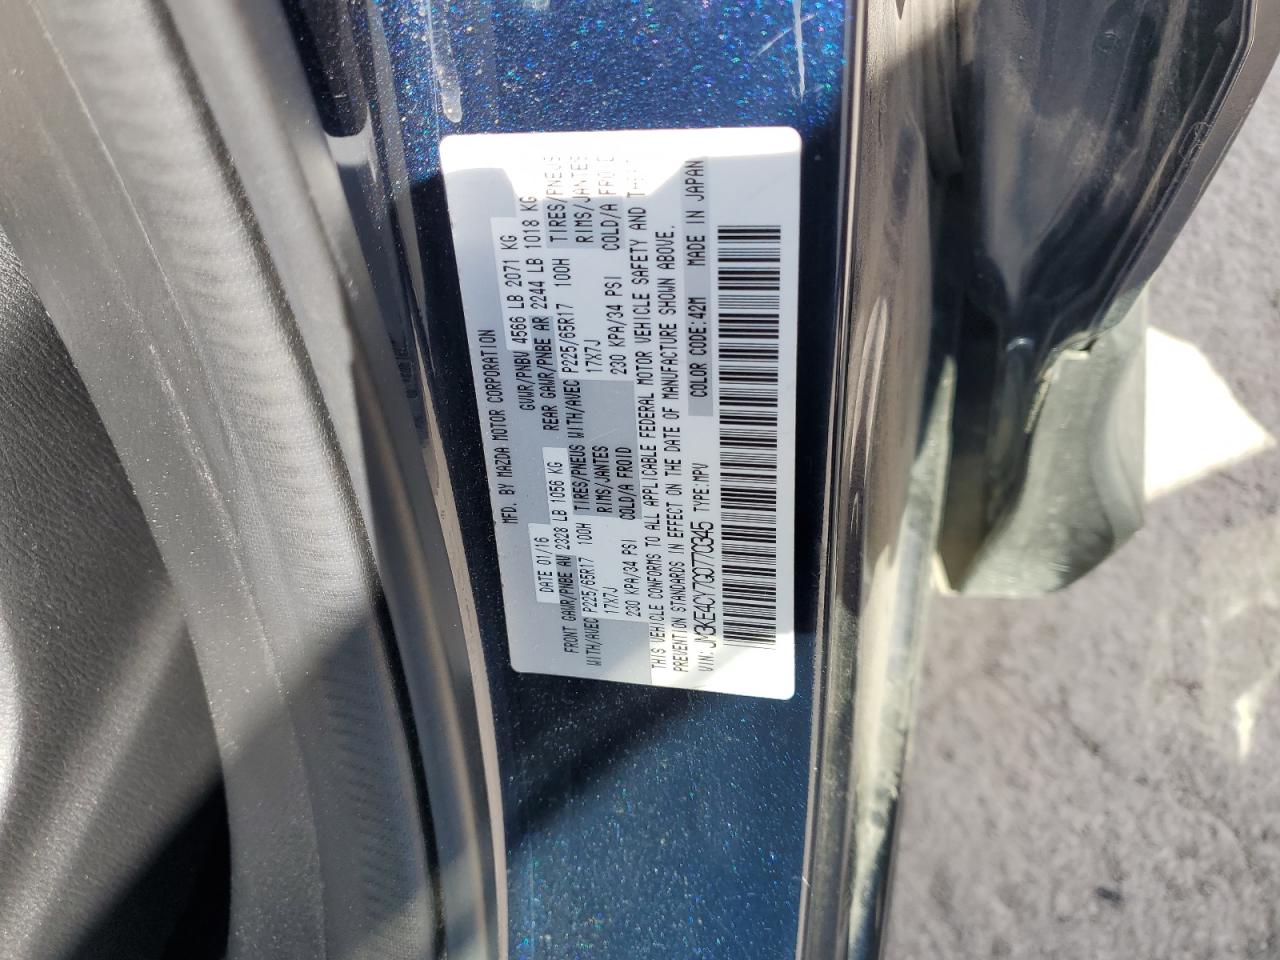 MFD. BY MAZDA MOTOR CORPORATION
DATE 01/16 GVWR/PNBV 4566 LB 2071 KG
FRONT GAWR/PNBE AV 2328 LB 1056 KG REAR GAWR/PNBE AR 2244 LB 1018 KG
WITH/AVEC P225/65R17 100H TIRES/PNEUS WITH/AVEC P225/65R17 100H TIRES/PNEUS
17X7J RIMS/JANTES 17X7J RIMS/JANTES
230 KPA/34 PSI COLD/A FROID 230 KPA/34 PSI COLD/A FROID
THIS VEHICLE CONFORMS TO ALL APPLICABLE FEDERAL MOTOR VEHICLE SAFETY AND THEFT
PREVENTION STANDARDS IN EFFECT ON THE DATE OF MANUFACTURE SHOWN ABOVE.
VIN: JM3KE4CY7G0770345 TYPE:MPV COLOR CODE:42M MADE IN JAPAN